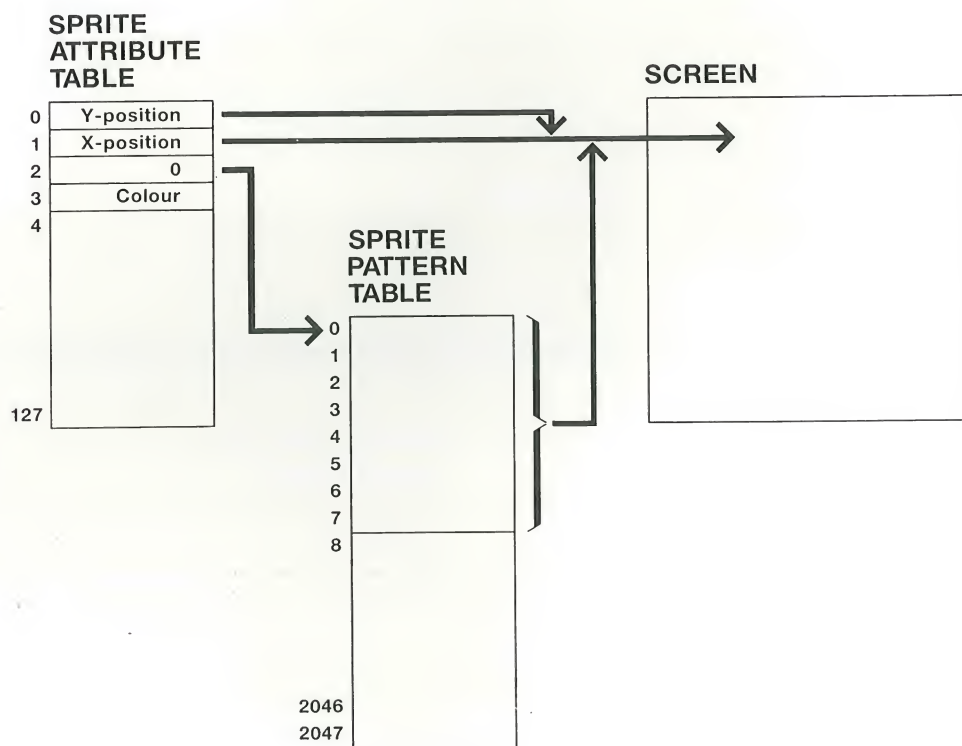 SPRITE
ATTRIBUTE
TABLE
0 Y-position
1 X-position
2 0
3 Colour
4
127
SCREEN
SPRITE
PATTERN
TABLE
0
1
2
3
4
5
6
7
8
2046
2047